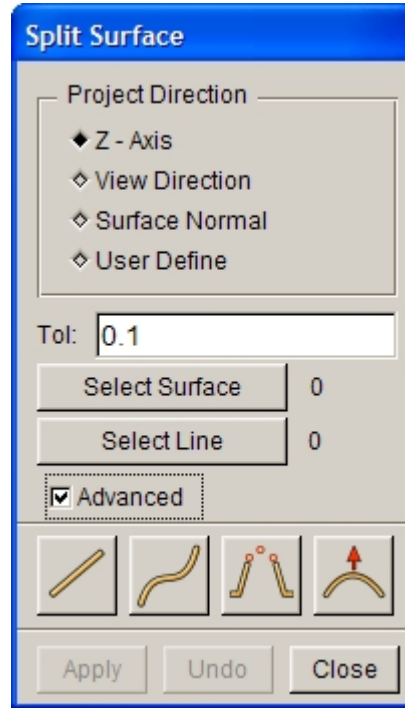 Split Surface
Project Direction
Z - Axis
View Direction
Surface Normal
User Define
Tol: 0.1
Select Surface 0
Select Line 0
Advanced
Apply Undo Close